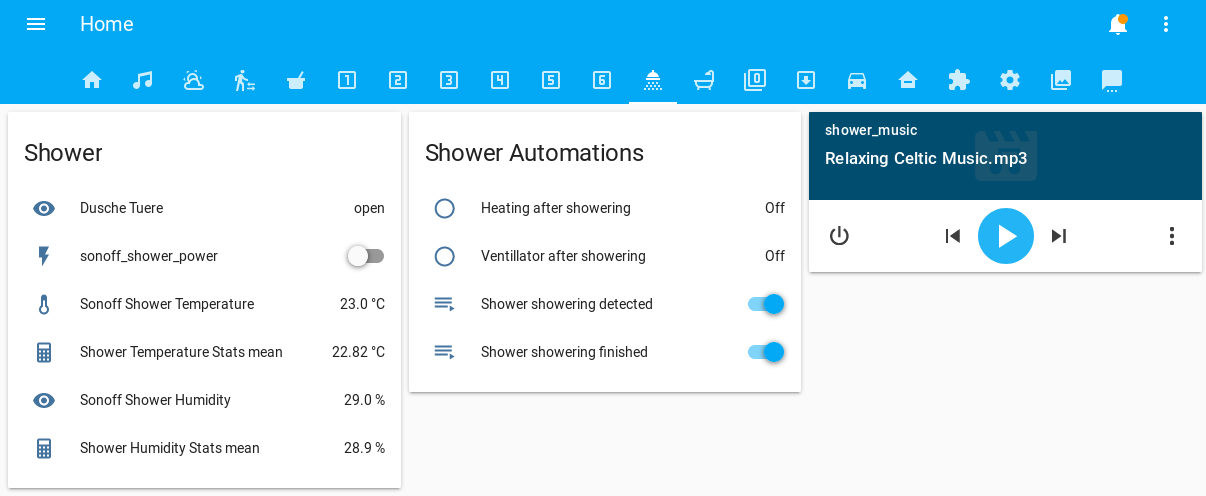 Home
1
2
3
4
5
6
0
Shower
Dusche Tuere open
sonoff_shower_power
Sonoff Shower Temperature 23.0 °C
Shower Temperature Stats mean 22.82 °C
Sonoff Shower Humidity 29.0 %
Shower Humidity Stats mean 28.9 %
Shower Automations
Heating after showering Off
Ventillator after showering Off
Shower showering detected
Shower showering finished
shower_music
Relaxing Celtic Music.mp3